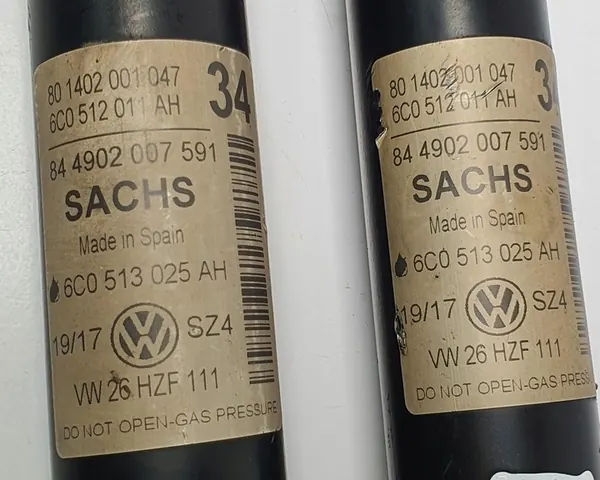 80 1402 001 047
6C0 512 011 AH
34
84 4902 007 591
SACHS
Made in Spain
6C0 513 025 AH
19/17 VW SZ4
VW 26 HZF 111
DO NOT OPEN-GAS PRESSURE
80 1402 001 047
6C0 512 011 AH
84 4902 007 591
SACHS
Made in Spain
6C0 513 025 AH
19/17 VW SZ4
VW 26 HZF 111
DO NOT OPEN-GAS PRESS